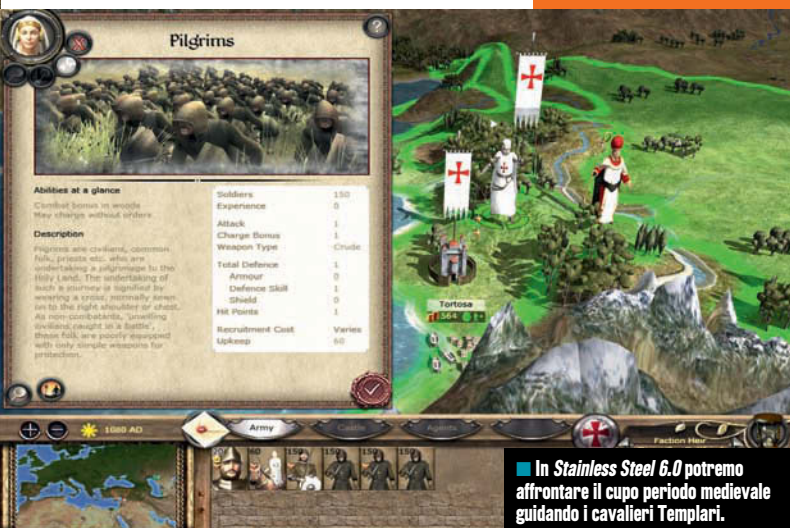 Pilgrims
?
Abilities at a glance
Combat bonus in woods
May charge without orders
Description
Pilgrims are civilians, common
folk, priests etc. who are
undertaking a pilgrimage to the
Holy Land. The undertaking of
such a journey is signified by
wearing a cross, normally sewn
on to the right shoulder or chest.
As non-combatants, 'unwilling
civilians caught in a battle',
these folk are poorly equipped
with only simple weapons for
protection.
Soldiers 150
Experience 0
Attack 1
Charge Bonus 1
Weapon Type Crude
Total Defence 1
Armour 0
Defence Skill 1
Shield 0
Hit Points 1
Recruitment Cost Varies
Upkeep 60
Tortosa
564
1080 AD
Army
Castle
Agents
Faction Heir
60 150 150 150 150
In Stainless Steel 6.0 potremo
affrontare il cupo periodo medievale
guidando i cavalieri Templari.